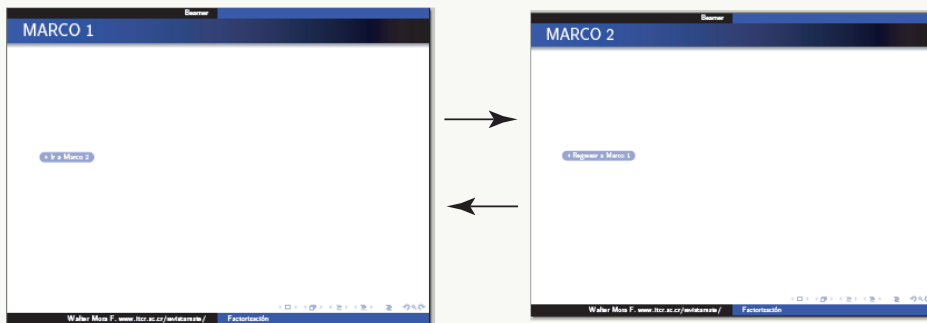 Beamer
MARCO 1
Ir a Marco 2
Walter Mora F. www.itcr.ac.cr/revistamate/ Factorización
Beamer
MARCO 2
Regresar a Marco 1
Walter Mora F. www.itcr.ac.cr/revistamate/ Factorización